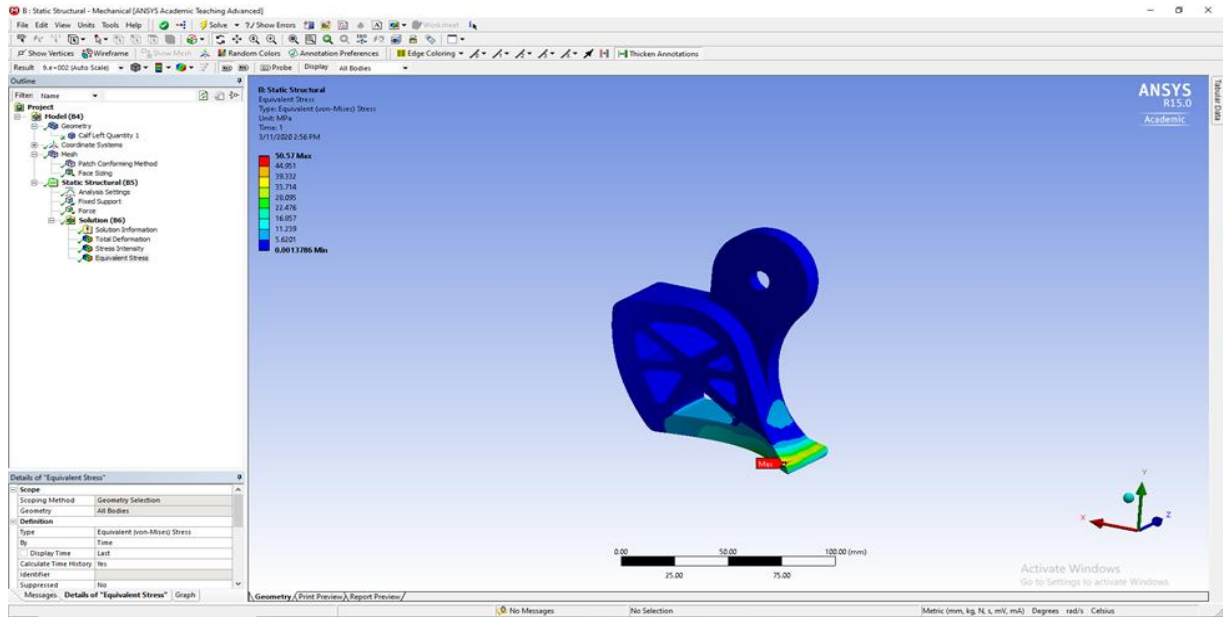 B : Static Structural - Mechanical [ANSYS Academic Teaching Advanced]
File Edit View Units Tools Help Solve ?/ Show Errors Worksheet
Show Vertices Wireframe Show Mesh Random Colors Annotation Preferences Edge Coloring Thicken Annotations
Result 9.e+002 (Auto Scale) Probe Display All Bodies
Outline
Filter: Name
Project
Model (B4)
Geometry
Calf Left Quantity 1
Coordinate Systems
Mesh
Patch Conforming Method
Face Sizing
Static Structural (B5)
Analysis Settings
Fixed Support
Force
Solution (B6)
Solution Information
Total Deformation
Stress Intensity
Equivalent Stress
Details of "Equivalent Stress"
Scope
Scoping Method Geometry Selection
Geometry All Bodies
Definition
Type Equivalent (von-Mises) Stress
By Time
Display Time Last
Calculate Time History Yes
Identifier
Suppressed No
Messages Details of "Equivalent Stress" Graph
B: Static Structural
Equivalent Stress
Type: Equivalent (von-Mises) Stress
Unit: MPa
Time: 1
3/11/2020 2:56 PM
50.57 Max
44.951
39.332
33.714
28.095
22.476
16.857
11.239
5.6201
0.0013786 Min
ANSYS
R15.0
Academic
Tabular Data
Max
Y
X
Z
0.00 50.00 100.00 (mm)
25.00 75.00
Activate Windows
Go to Settings to activate Windows.
Geometry Print Preview Report Preview
No Messages No Selection Metric (mm, kg, N, s, mV, mA) Degrees rad/s Celsius